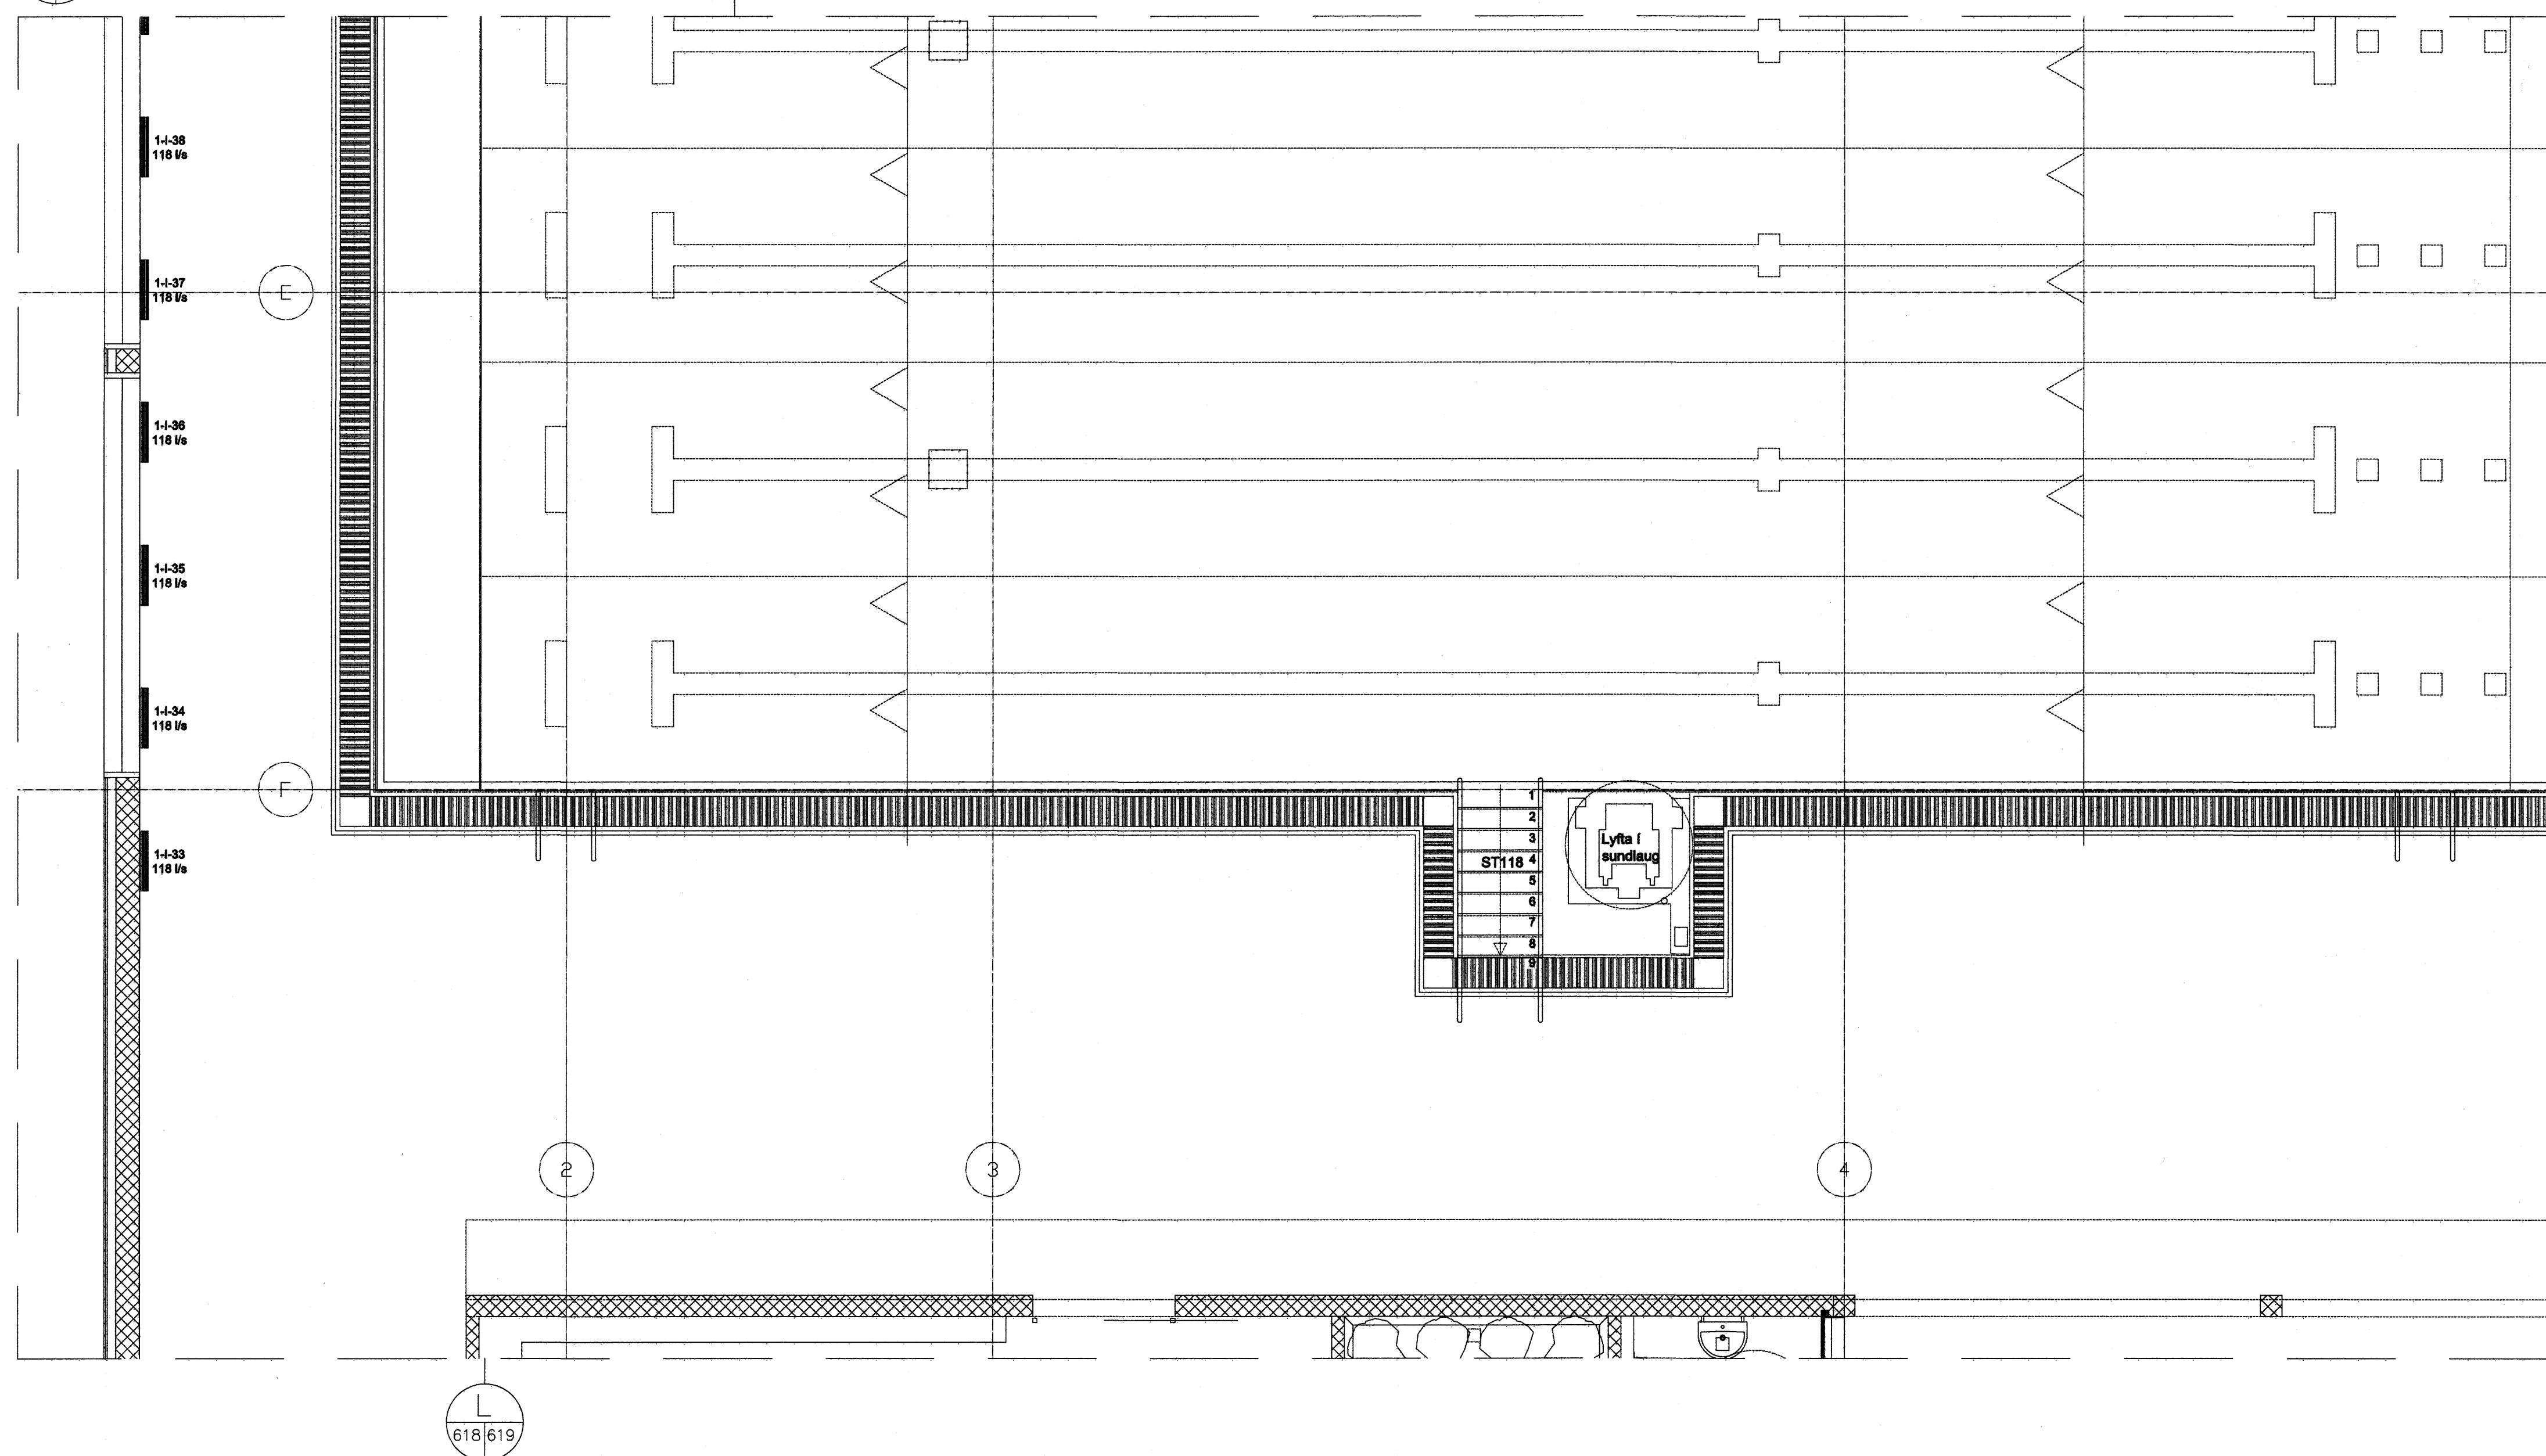 1-I-38
118 l/s
1-I-37
118 l/s
E
1-I-36
118 l/s
1-I-35
118 l/s
1-I-34
118 l/s
F
1-I-33
118 l/s
1
2
3
4
5
6
7
8
9
ST118
Lyfta í
sundlaug
2
3
4
L
618 619